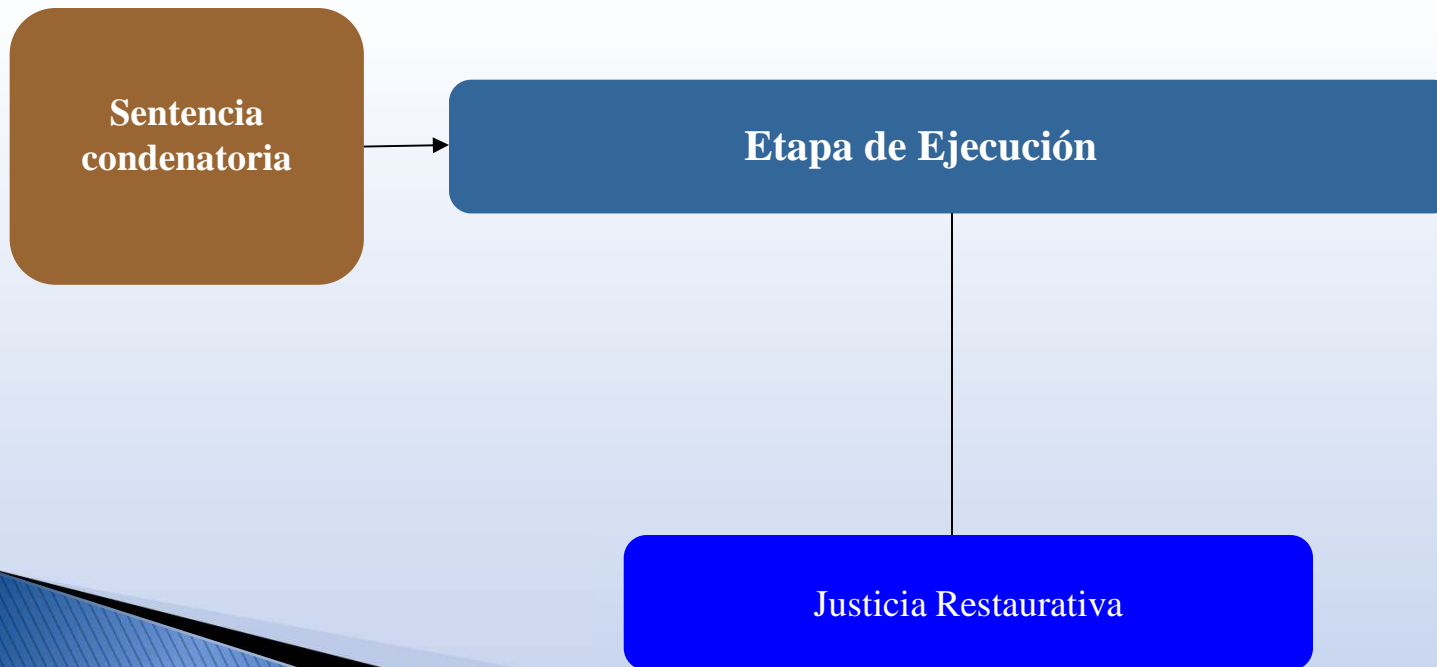 Sentencia
condenatoria
Etapa de Ejecución
Justicia Restaurativa